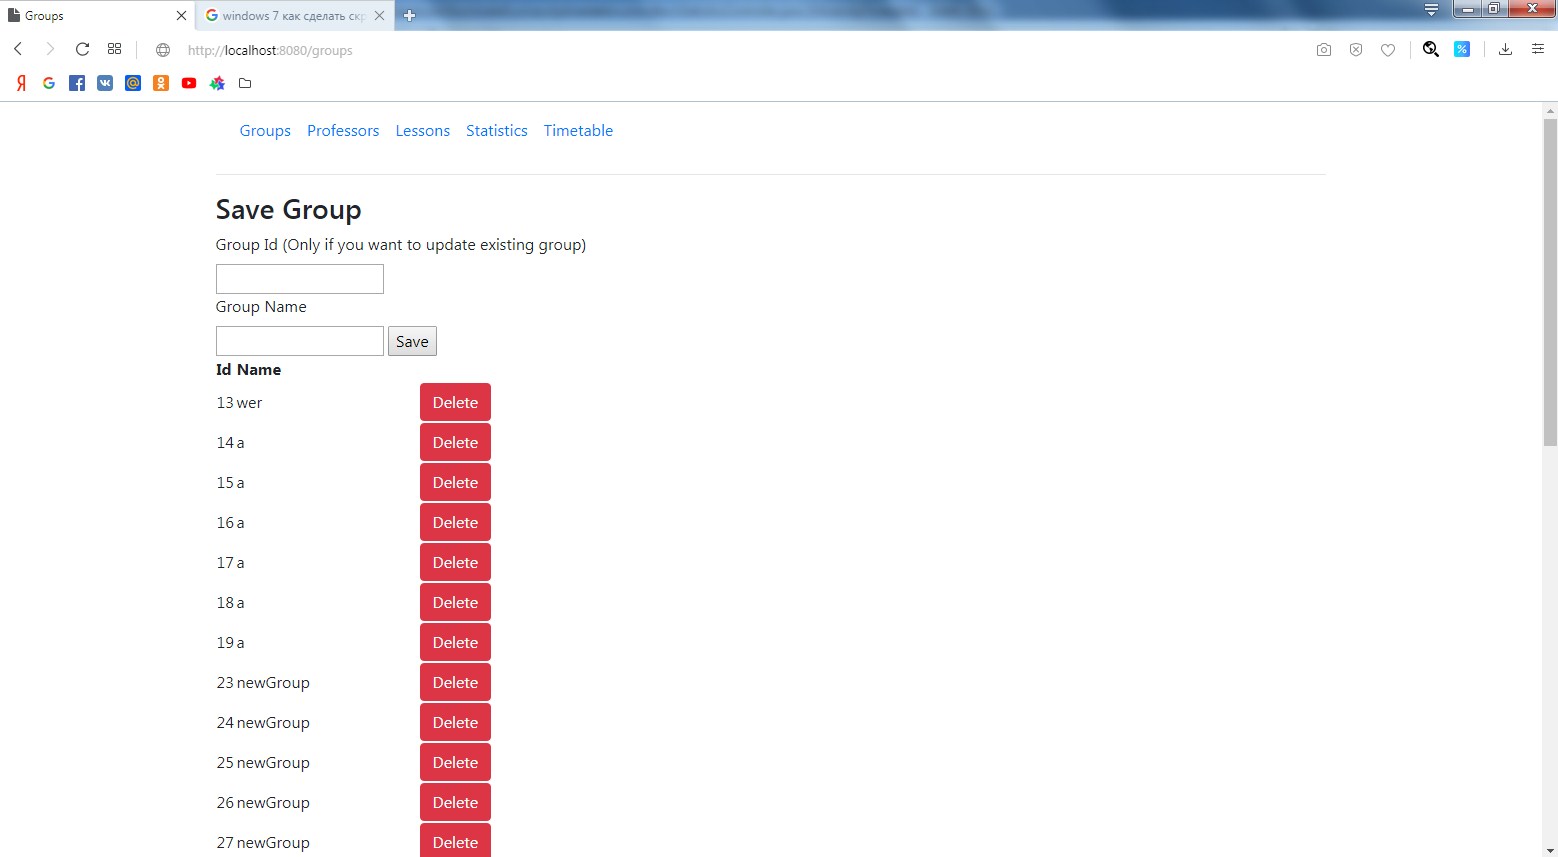 Groups
windows 7 как сделать скр
http://localhost:8080/groups
Groups Professors Lessons Statistics Timetable
Save Group
Group Id (Only if you want to update existing group)
Group Name
Save
Id Name
13 wer Delete
14 a Delete
15 a Delete
16 a Delete
17 a Delete
18 a Delete
19 a Delete
23 newGroup Delete
24 newGroup Delete
25 newGroup Delete
26 newGroup Delete
27 newGroup Delete